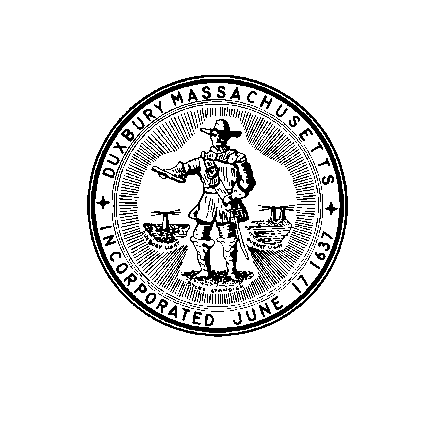 DUXBURY MASSACHUSETTS
INCORPORATED JUNE 17 1637